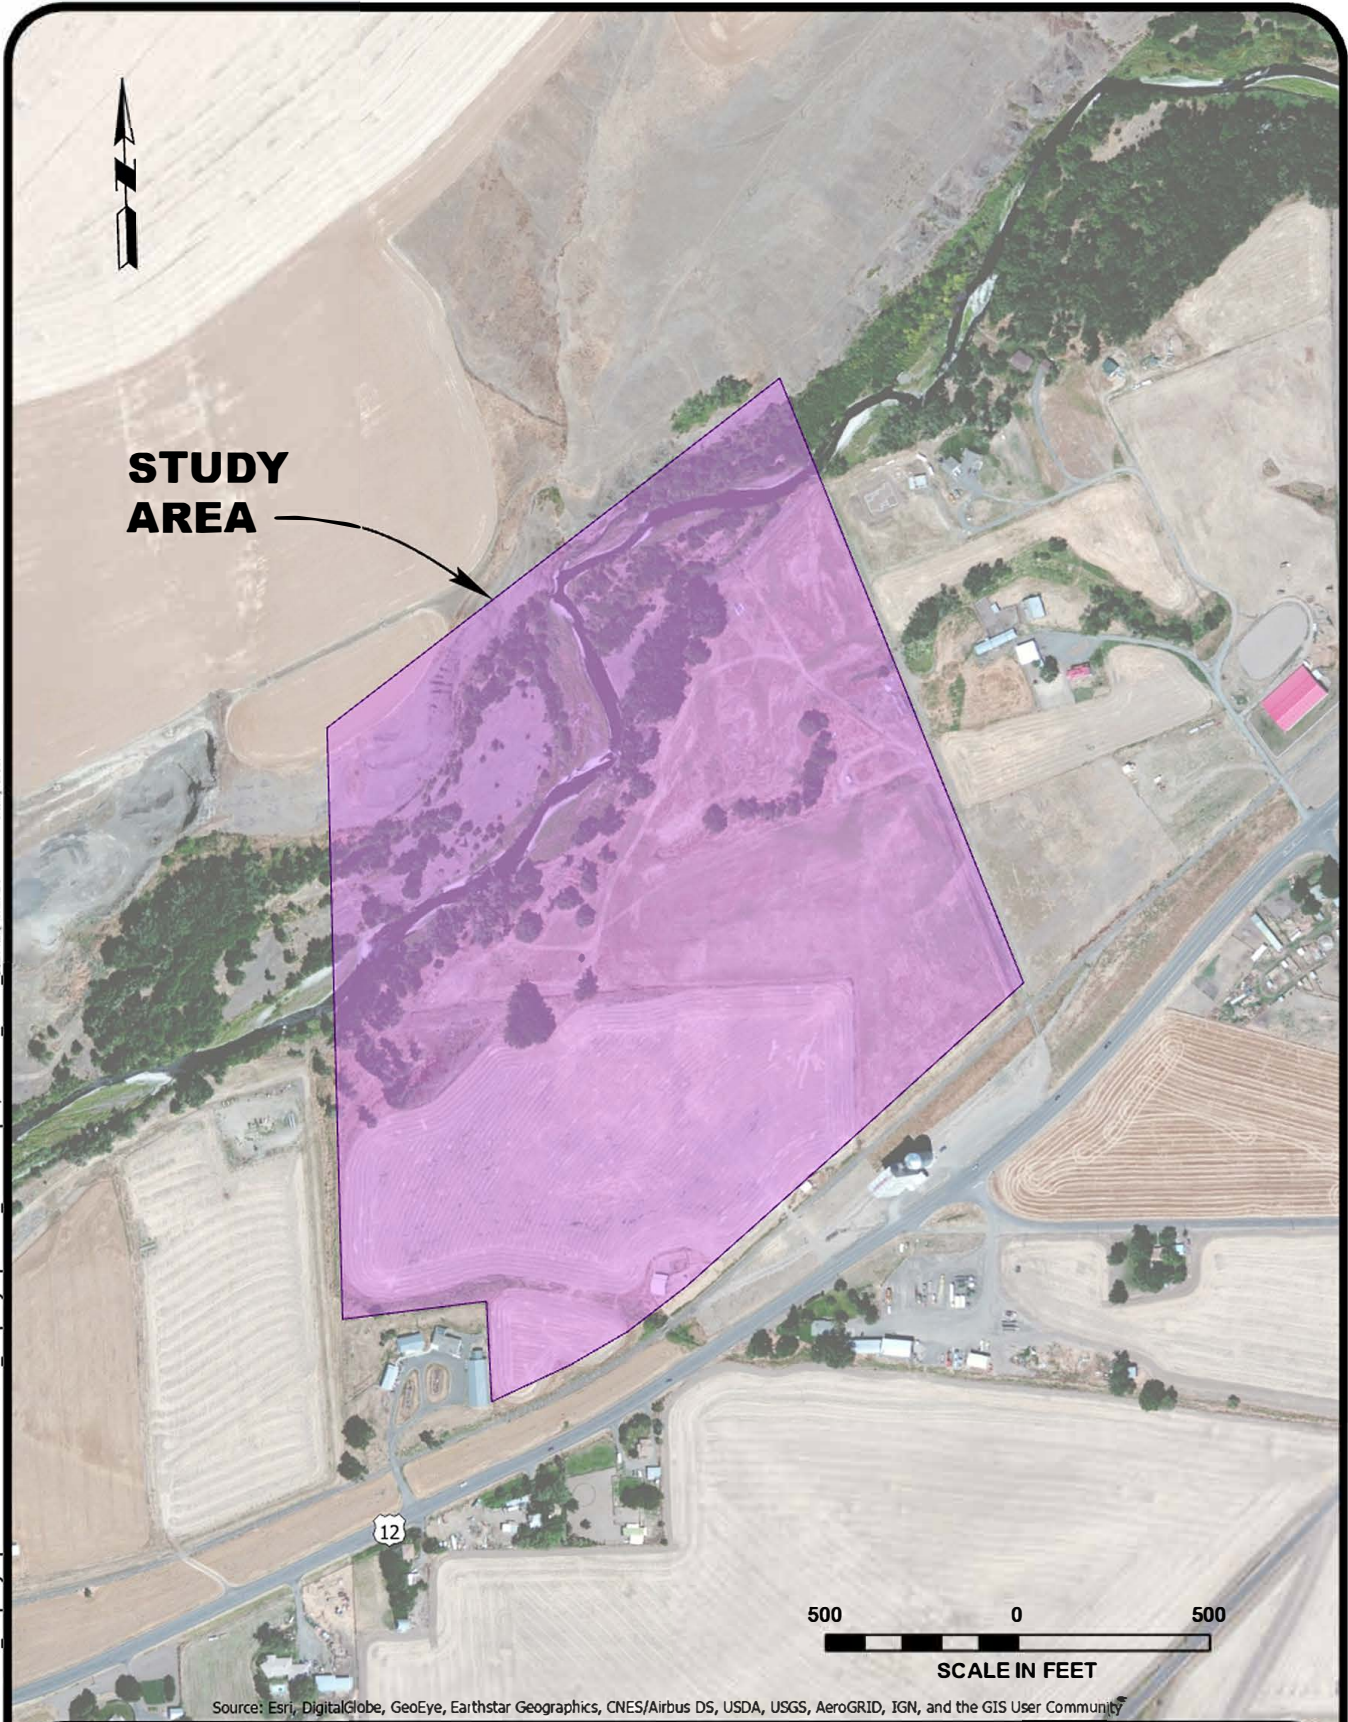 N
STUDY
AREA
12
500 0 500
SCALE IN FEET
Source: Esri, DigitalGlobe, GeoEye, Earthstar Geographics, CNES/Airbus DS, USDA, USGS, AeroGRID, IGN, and the GIS User Community